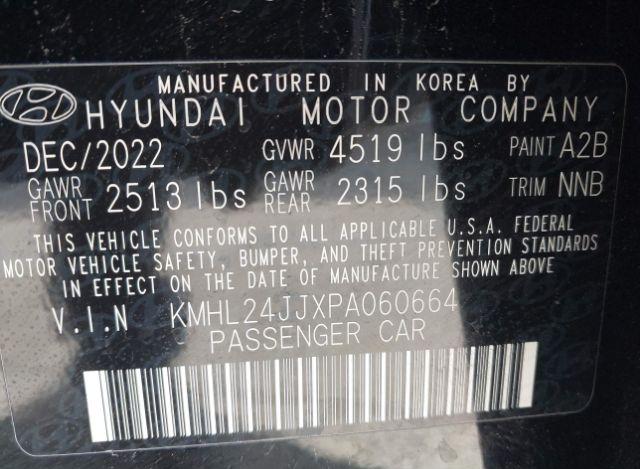 MANUFACTURED IN KOREA BY
HYUNDAI MOTOR COMPANY
DEC/2022 GVWR 4519 lbs PAINT A2B
GAWR FRONT 2513 lbs GAWR REAR 2315 lbs TRIM NNB
THIS VEHICLE CONFORMS TO ALL APPLICABLE U.S.A. FEDERAL
MOTOR VEHICLE SAFETY, BUMPER, AND THEFT PREVENTION STANDARDS
IN EFFECT ON THE DATE OF MANUFACTURE SHOWN ABOVE
V.I.N KMHL24JJXPA060664
PASSENGER CAR